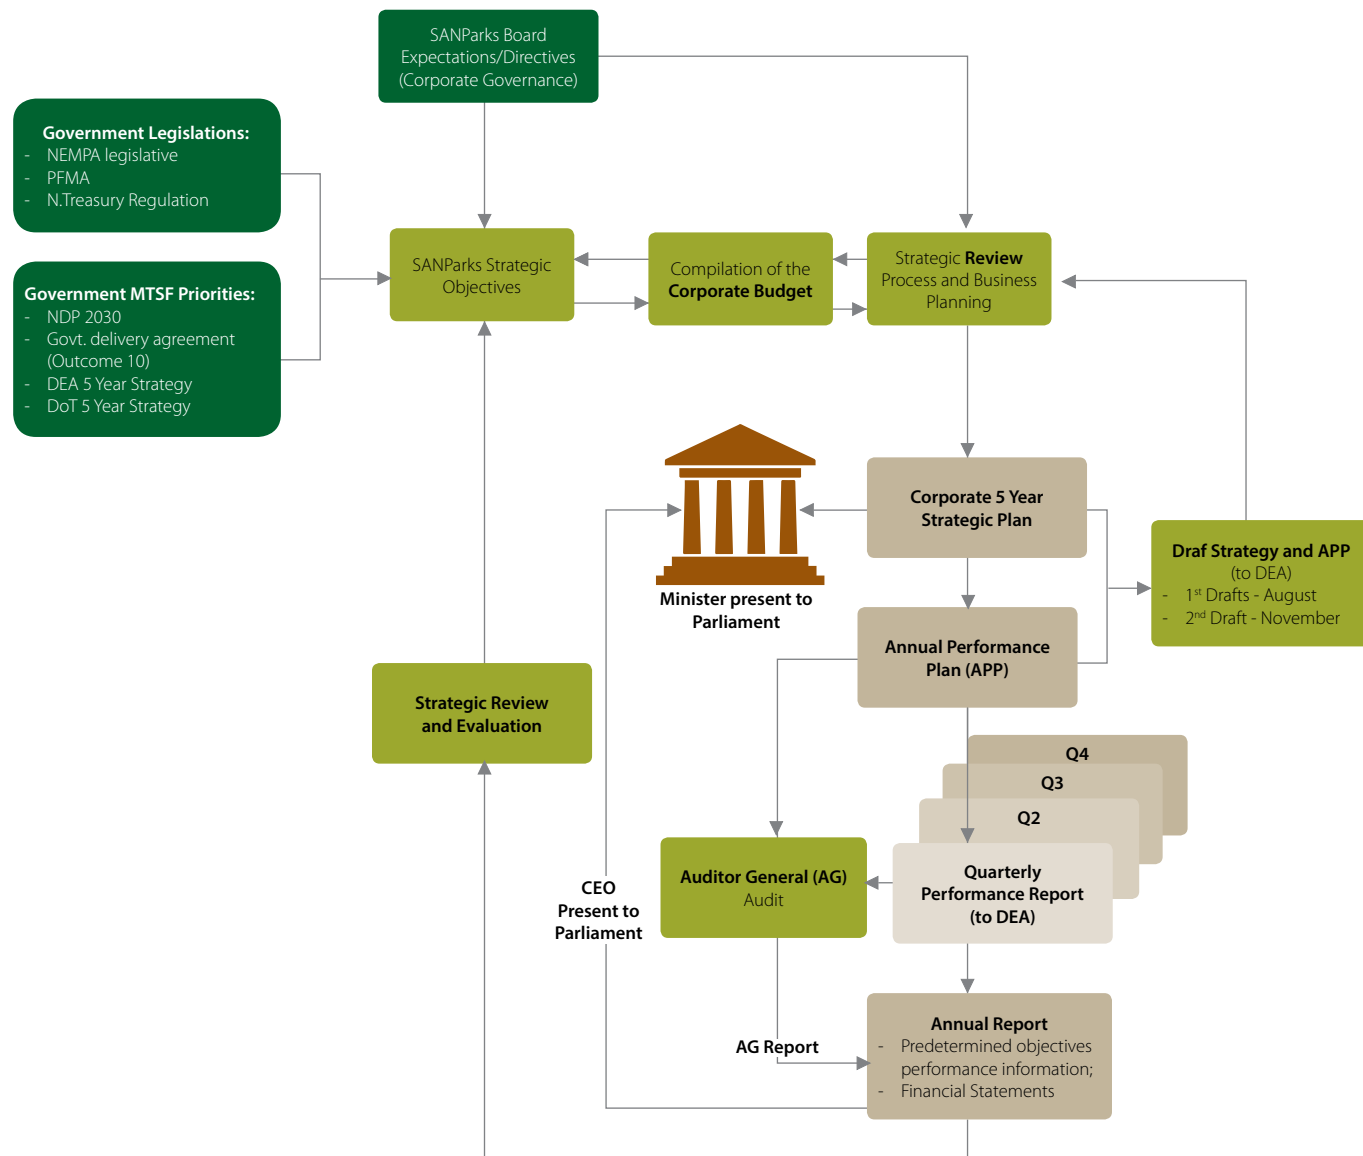 SANParks Board
Expectations/Directives
(Corporate Governance)
Government Legislations:
- NEMPA legislative
- PFMA
- N.Treasury Regulation
Government MTSF Priorities:
- NDP 2030
- Govt. delivery agreement
(Outcome 10)
- DEA 5 Year Strategy
- DoT 5 Year Strategy
SANParks Strategic
Objectives
Compilation of the
Corporate Budget
Strategic Review
Process and Business
Planning
Corporate 5 Year
Strategic Plan
Draf Strategy and APP
(to DEA)
- 1st Drafts - August
- 2nd Draft - November
Minister present to
Parliament
Annual Performance
Plan (APP)
Strategic Review
and Evaluation
Q4
Q3
Q2
Quarterly
Performance Report
(to DEA)
Auditor General (AG)
Audit
CEO
Present to
Parliament
AG Report
Annual Report
- Predetermined objectives
performance information;
- Financial Statements